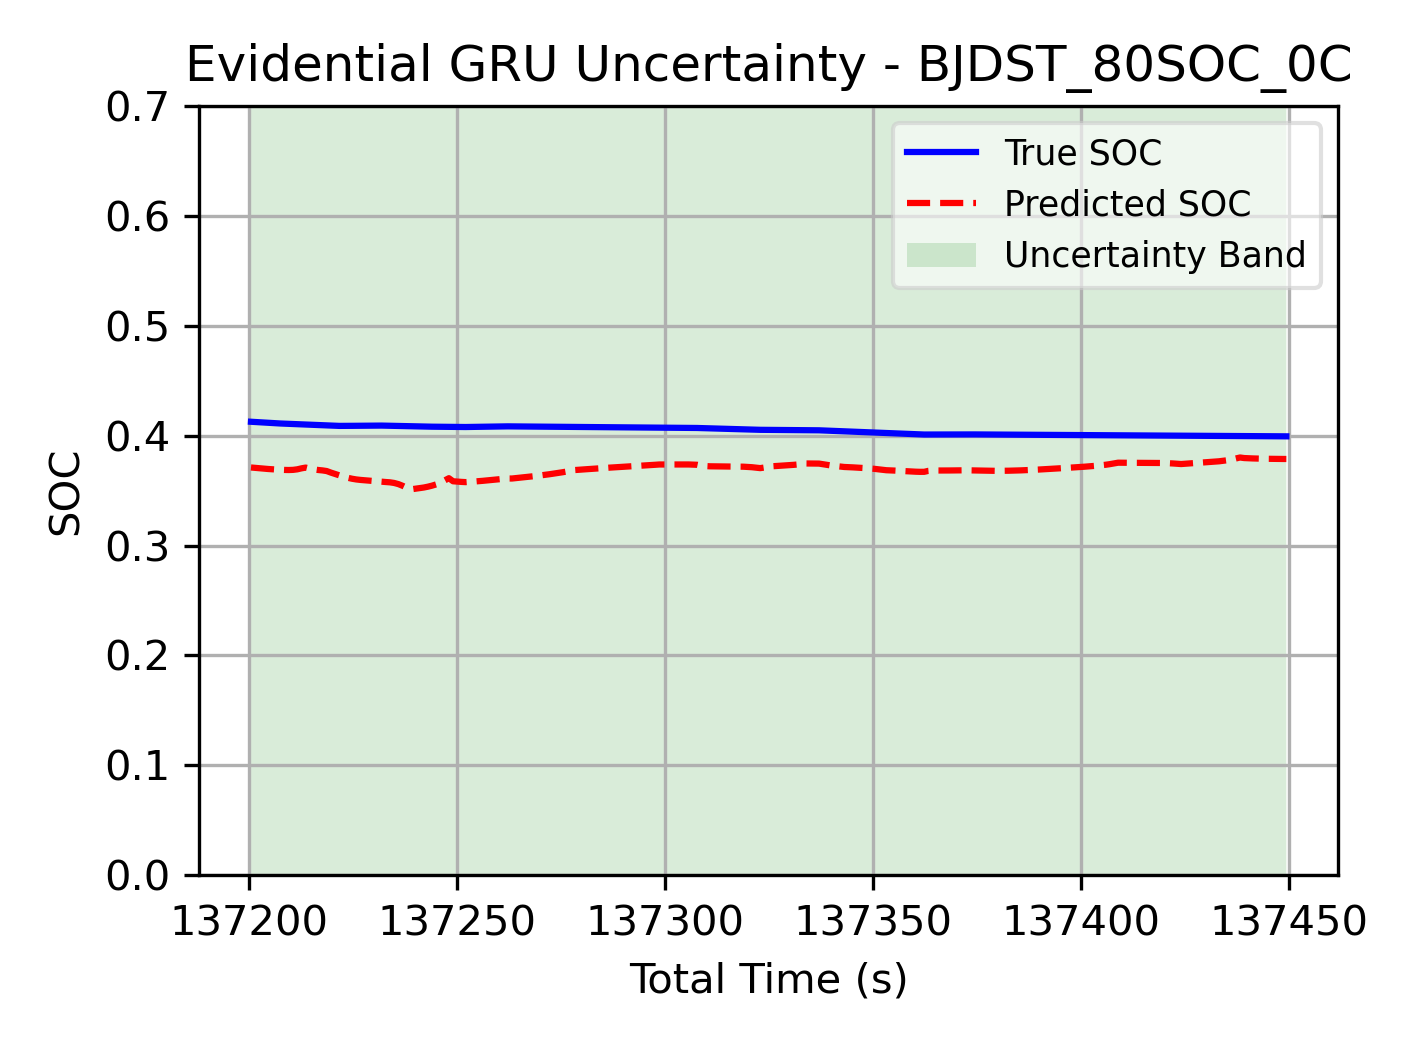 Evidential GRU Uncertainty - BJDST_80SOC_0C
0.7
0.6
0.5
0.4
0.3
0.2
0.1
0.0
SOC
True SOC
Predicted SOC
Uncertainty Band
137200 137250 137300 137350 137400 137450
Total Time (s)